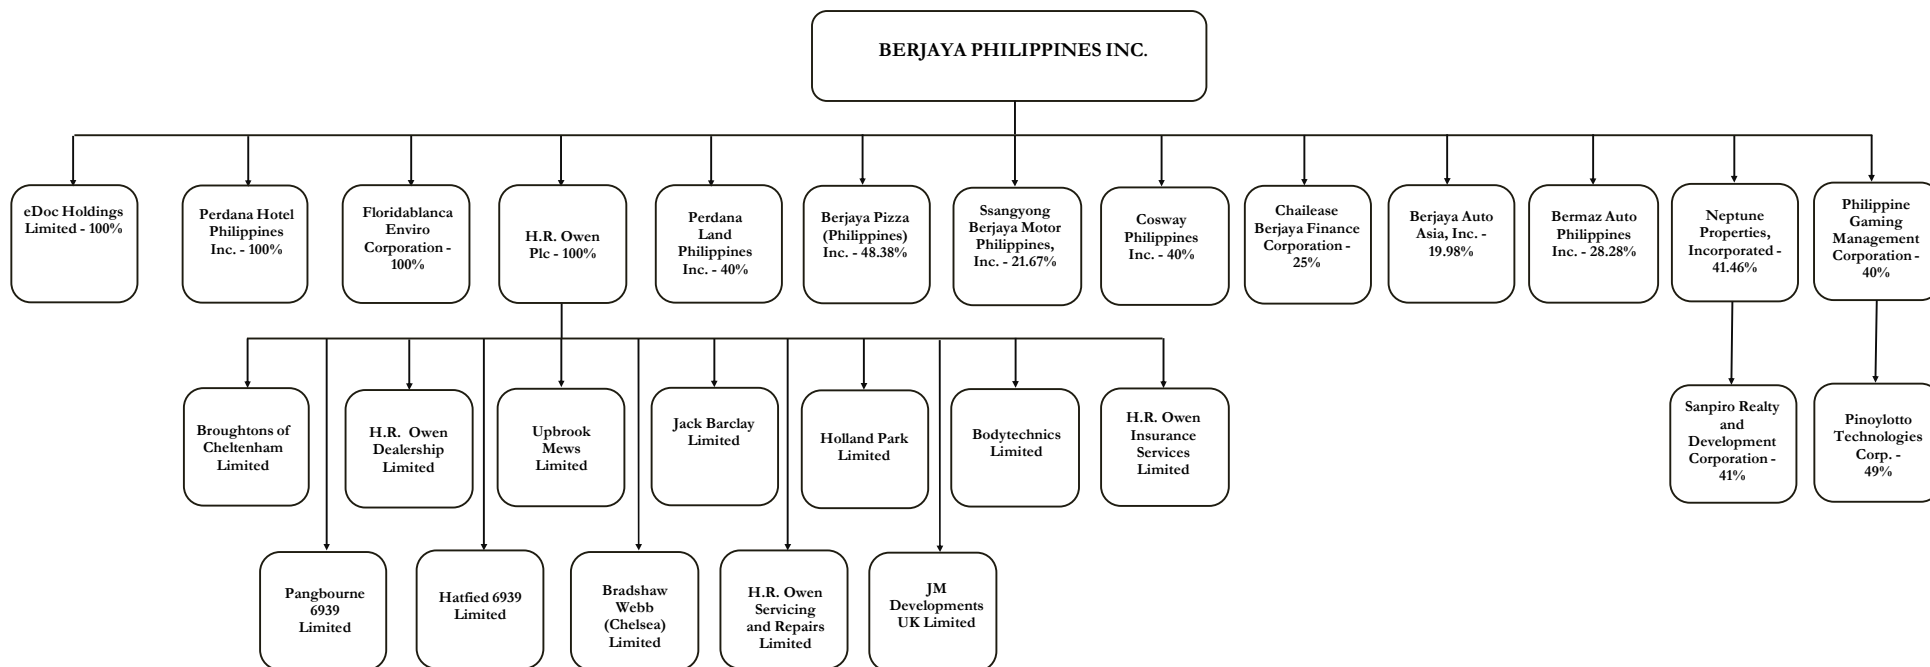 BERJAYA PHILIPPINES INC.
eDoc Holdings
Limited - 100%
Perdana Hotel
Philippines
Inc. - 100%
Floridablanca
Enviro
Corporation -
100%
H.R. Owen
Plc - 100%
Perdana
Land
Philippines
Inc. - 40%
Berjaya Pizza
(Philippines)
Inc. - 48.38%
Ssangyong
Berjaya Motor
Philippines,
Inc. - 21.67%
Cosway
Philippines
Inc. - 40%
Chailease
Berjaya Finance
Corporation -
25%
Berjaya Auto
Asia, Inc. -
19.98%
Bermaz Auto
Philippines
Inc. - 28.28%
Neptune
Properties,
Incorporated -
41.46%
Philippine
Gaming
Management
Corporation -
40%
Broughtons of
Cheltenham
Limited
H.R. Owen
Dealership
Limited
Upbrook
Mews
Limited
Jack Barclay
Limited
Holland Park
Limited
Bodytechnics
Limited
H.R. Owen
Insurance
Services
Limited
Sanpiro Realty
and
Development
Corporation -
41%
Pinoylotto
Technologies
Corp. -
49%
Pangbourne
6939
Limited
Hatfied 6939
Limited
Bradshaw
Webb
(Chelsea)
Limited
H.R. Owen
Servicing
and Repairs
Limited
JM
Developments
UK Limited